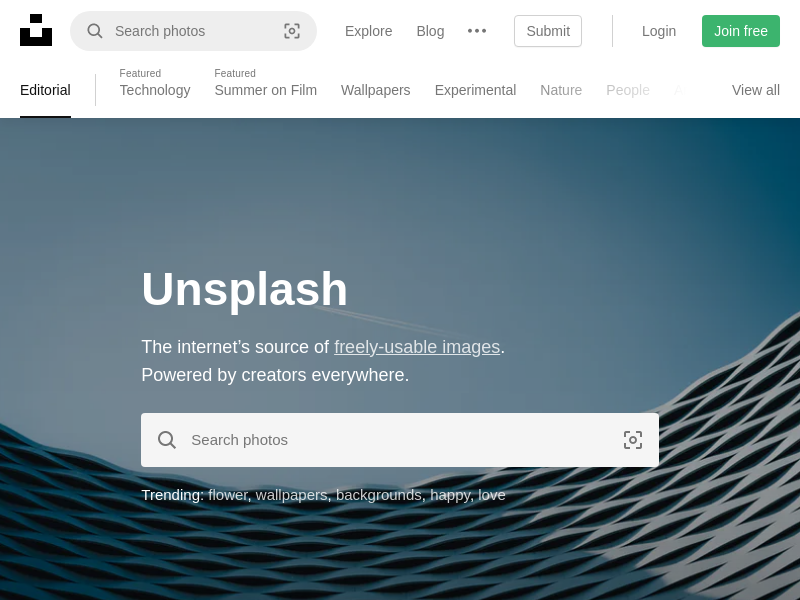 Search photos
Explore
Blog
Submit
Login
Join free
Editorial
Featured
Technology
Featured
Summer on Film
Wallpapers
Experimental
Nature
People
View all
Unsplash
The internet’s source of freely-usable images.
Powered by creators everywhere.
Search photos
Trending: flower, wallpapers, backgrounds, happy, love